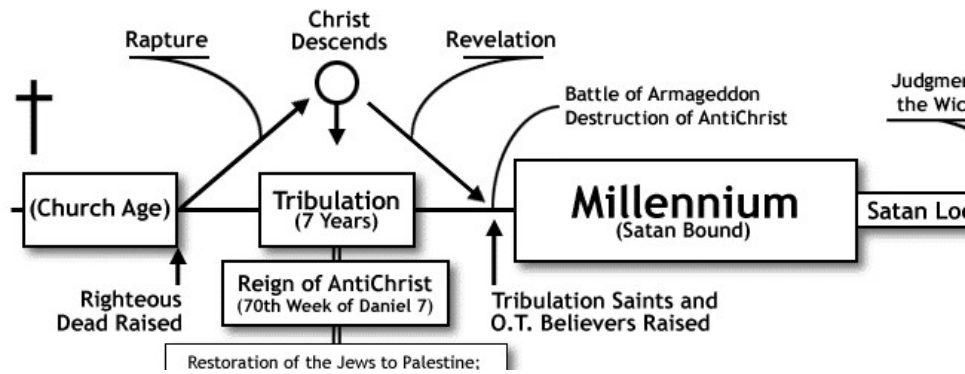 Christ
Descends
Rapture
Revelation
Battle of Armageddon
Destruction of AntiChrist
(Church Age)
Tribulation
(7 Years)
Millennium
(Satan Bound)
Satan
Reign of AntiChrist
(70th Week of Daniel 7)
Righteous
Dead Raised
Tribulation Saints and
O.T. Believers Raised
Restoration of the Jews to Palestine;
the